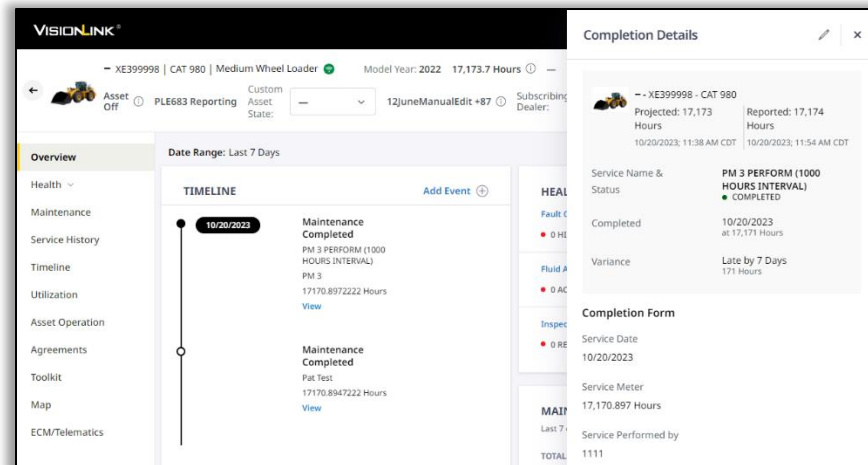 VISIONLINK®
– XE399998 | CAT 980 | Medium Wheel Loader Model Year: 2022 17,173.7 Hours —
Asset Off PLE683 Reporting Custom Asset State: — 12JuneManualEdit +87 Subscribing Dealer:
Overview
Health
Maintenance
Service History
Timeline
Utilization
Asset Operation
Agreements
Toolkit
Map
ECM/Telematics
Date Range: Last 7 Days
TIMELINE Add Event
10/20/2023
Maintenance
Completed
PM 3 PERFORM (1000
HOURS INTERVAL)
PM 3
17170.8972222 Hours
View
Maintenance
Completed
Pat Test
17170.8947222 Hours
View
HEAL
Fault C
0 HI
Fluid A
0 AC
Inspec
0 RE
MAIN
Last 7
TOTAL
Completion Details
– - XE399998 - CAT 980
Projected: 17,173
Hours
10/20/2023; 11:38 AM CDT
Reported: 17,174
Hours
10/20/2023; 11:54 AM CDT
Service Name &
Status
PM 3 PERFORM (1000
HOURS INTERVAL)
COMPLETED
Completed
10/20/2023
at 17,171 Hours
Variance
Late by 7 Days
171 Hours
Completion Form
Service Date
10/20/2023
Service Meter
17,170.897 Hours
Service Performed by
1111